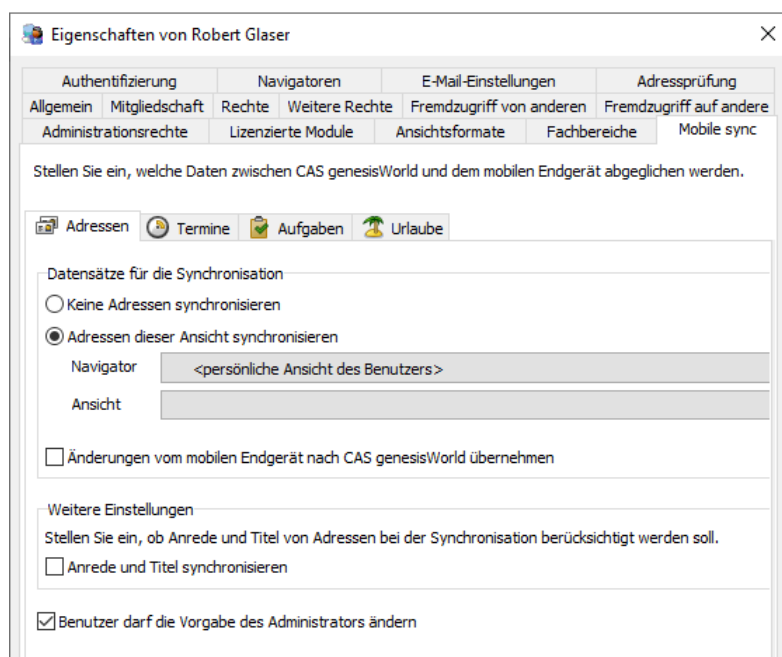 Eigenschaften von Robert Glaser
Authentifizierung Navigatoren E-Mail-Einstellungen Adressprüfung
Allgemein Mitgliedschaft Rechte Weitere Rechte Fremdzugriff von anderen Fremdzugriff auf andere
Administrationsrechte Lizenzierte Module Ansichtsformate Fachbereiche Mobile sync
Stellen Sie ein, welche Daten zwischen CAS genesisWorld und dem mobilen Endgerät abgeglichen werden.
Adressen Termine Aufgaben Urlaube
Datensätze für die Synchronisation
Keine Adressen synchronisieren
Adressen dieser Ansicht synchronisieren
Navigator <persönliche Ansicht des Benutzers>
Ansicht
Änderungen vom mobilen Endgerät nach CAS genesisWorld übernehmen
Weitere Einstellungen
Stellen Sie ein, ob Anrede und Titel von Adressen bei der Synchronisation berücksichtigt werden soll.
Anrede und Titel synchronisieren
Benutzer darf die Vorgabe des Administrators ändern